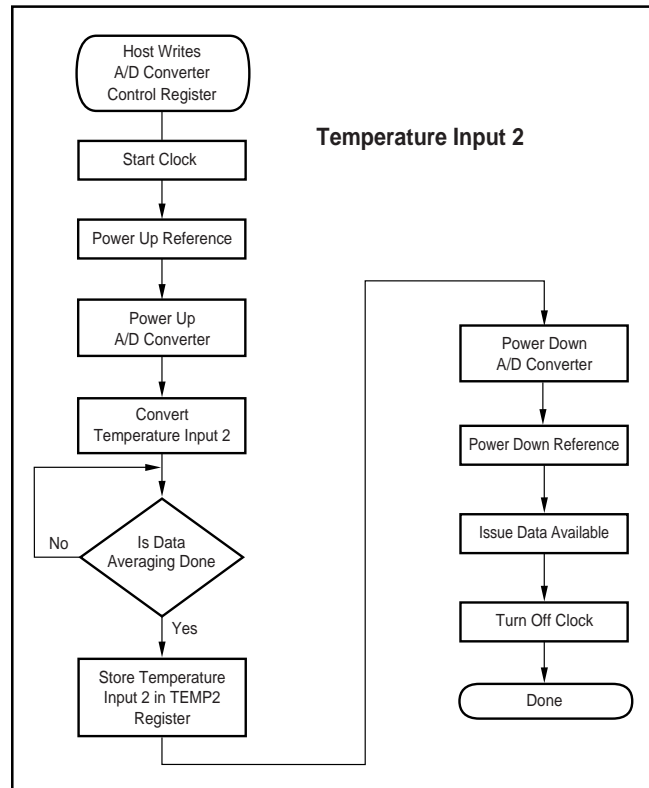 Host Writes
A/D Converter
Control Register
Temperature Input 2
Start Clock
Power Up Reference
Power Up
A/D Converter
Convert
Temperature Input 2
No
Is Data
Averaging Done
Yes
Store Temperature
Input 2 in TEMP2
Register
Power Down
A/D Converter
Power Down Reference
Issue Data Available
Turn Off Clock
Done